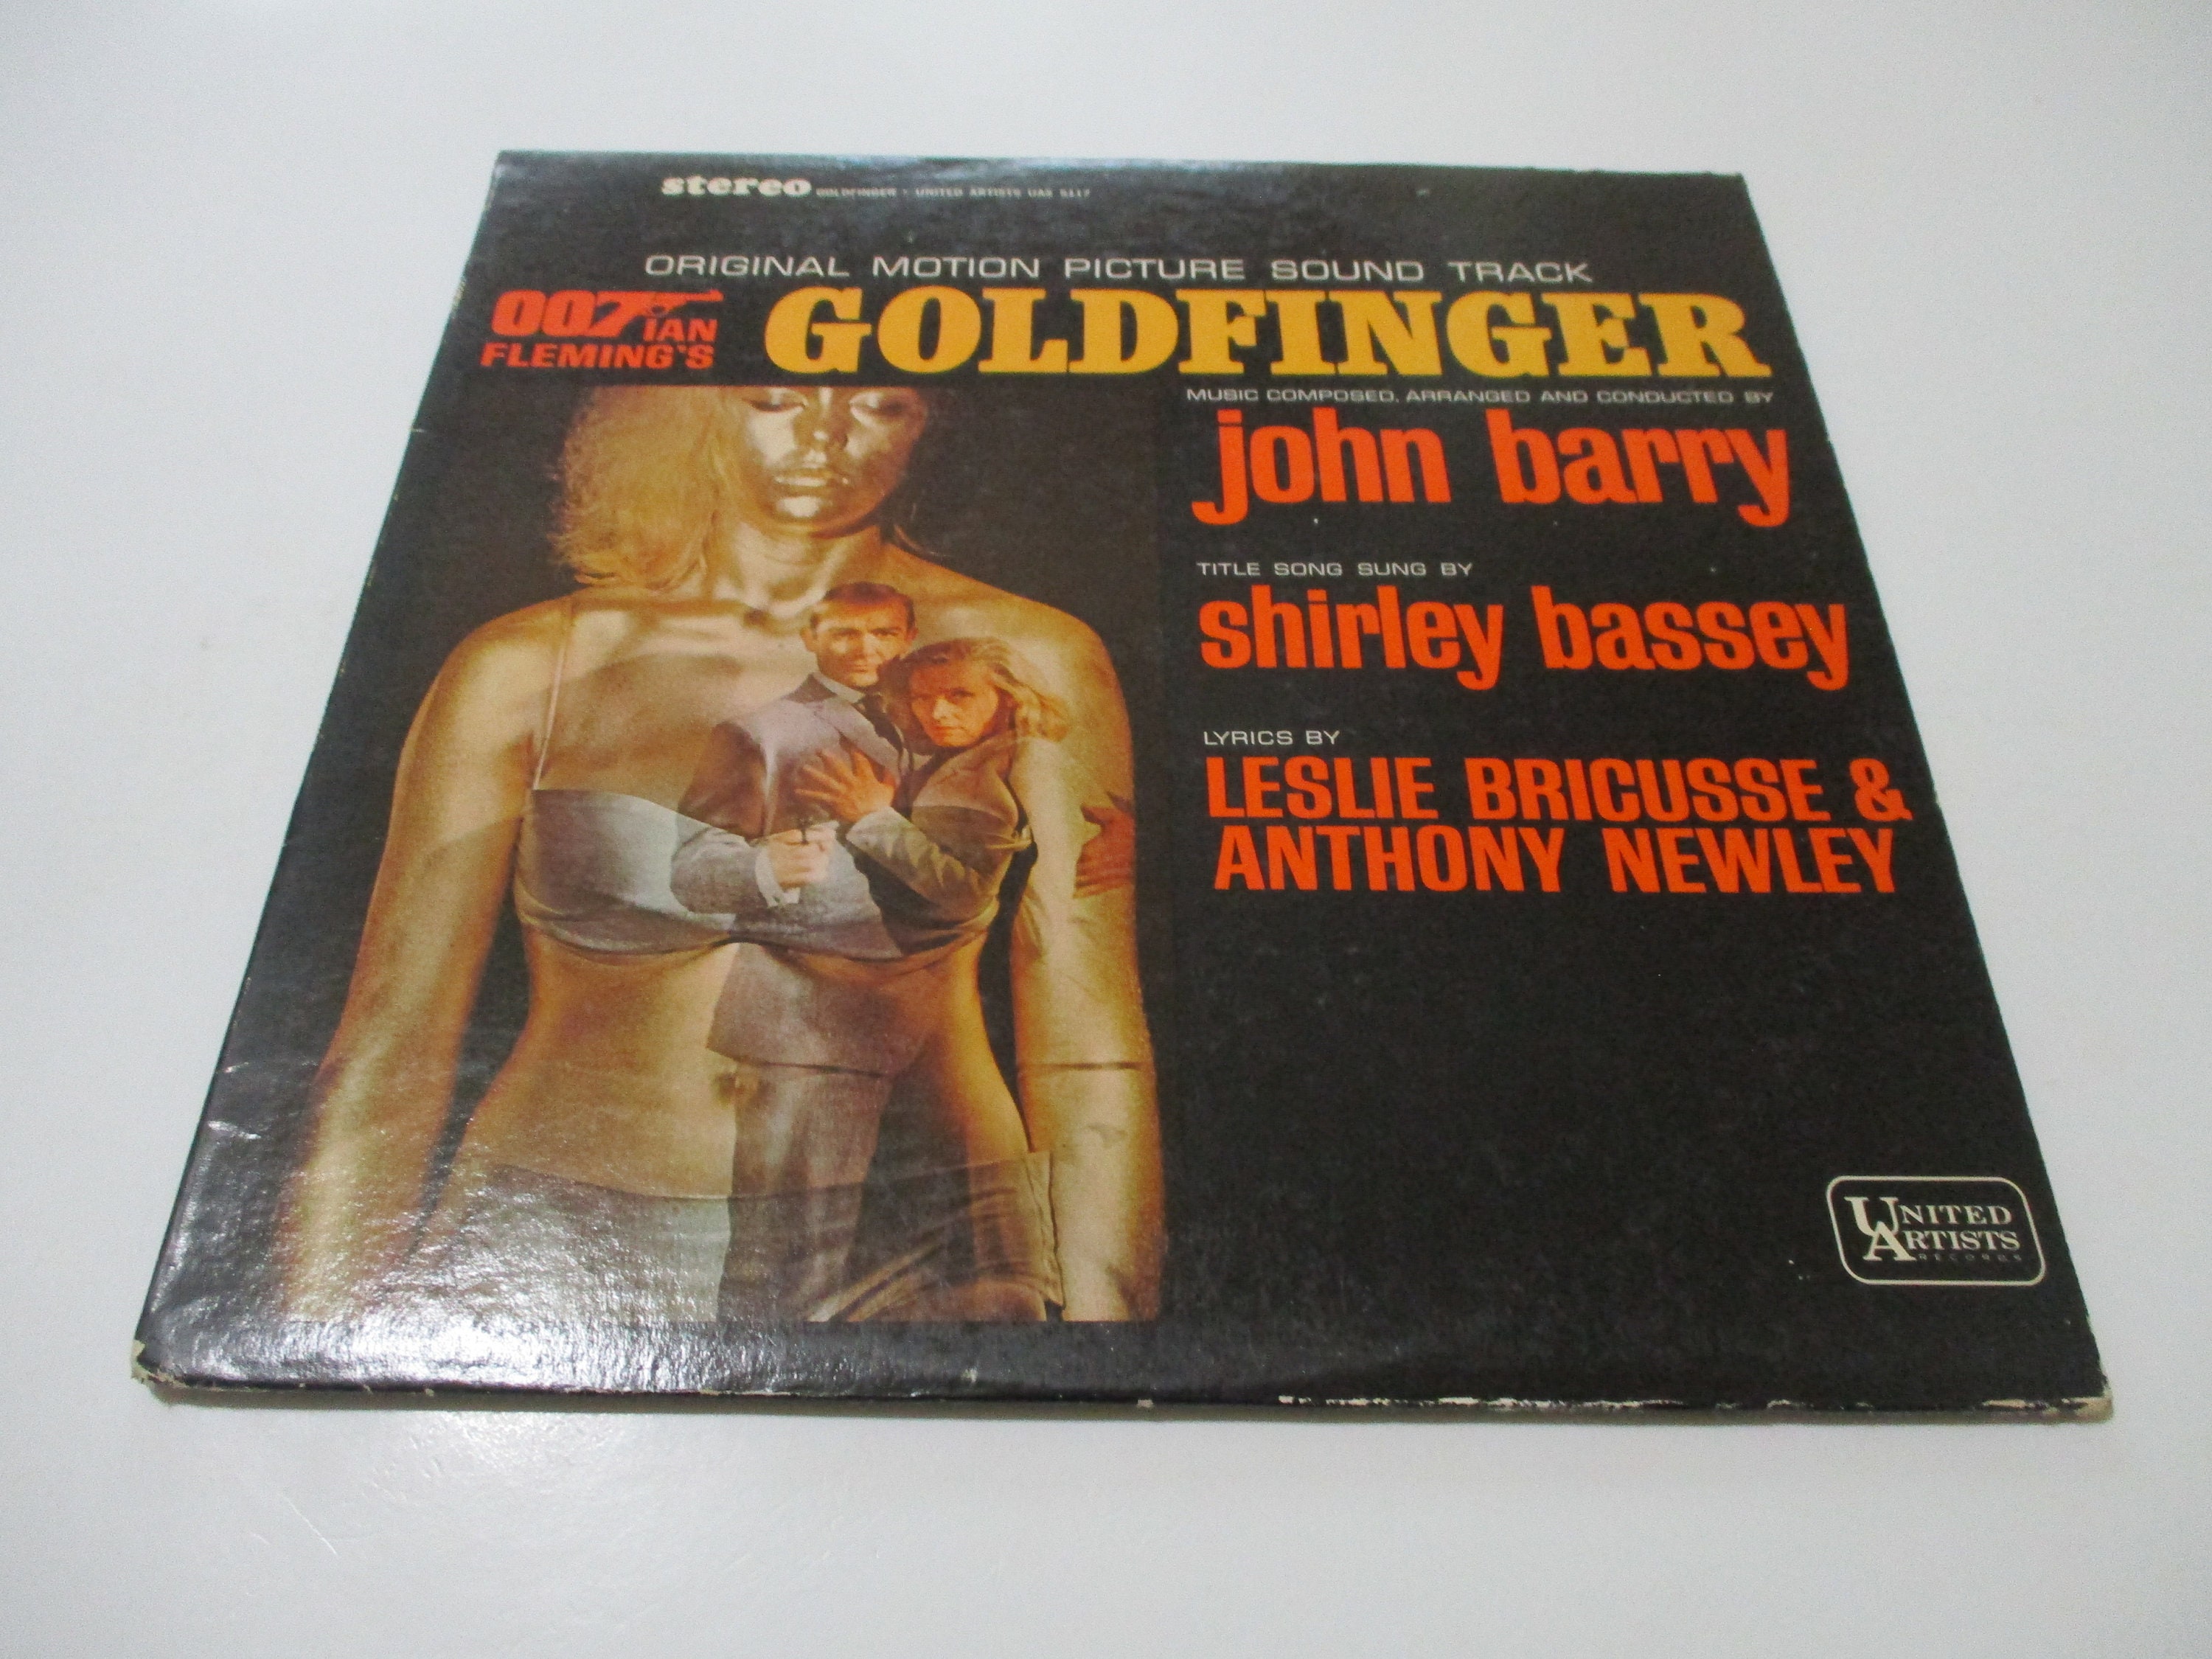 stereo GOLDFINGER • UNITED ARTISTS UAS 5117
ORIGINAL MOTION PICTURE SOUND TRACK
007 IAN
FLEMING'S
GOLDFINGER
MUSIC COMPOSED, ARRANGED AND CONDUCTED BY
john barry
TITLE SONG SUNG BY
shirley bassey
LYRICS BY
LESLIE BRICUSSE &
ANTHONY NEWLEY
UNITED
ARTISTS
RECORDS